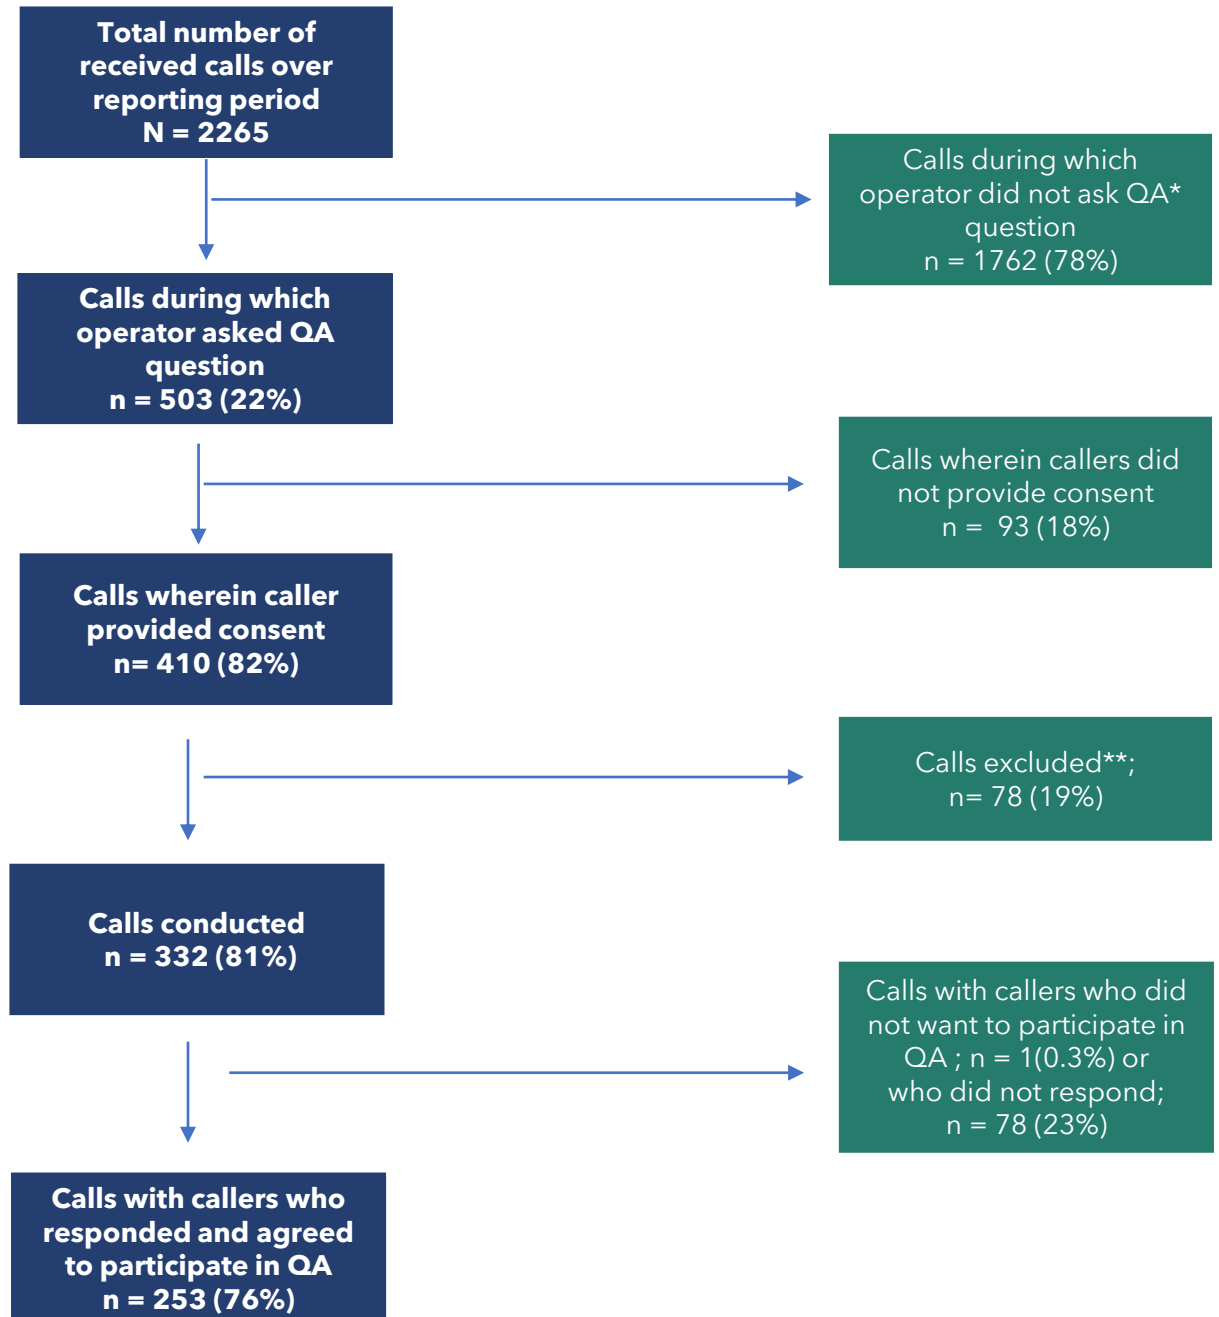 Total number of
received calls over
reporting period
N = 2265
Calls during which
operator did not ask QA*
question
n = 1762 (78%)
Calls during which
operator asked QA
question
n = 503 (22%)
Calls wherein callers did
not provide consent
n =  93 (18%)
Calls wherein caller
provided consent
n= 410 (82%)
Calls excluded**;
n= 78 (19%)
Calls conducted
n = 332 (81%)
Calls with callers who did
not want to participate in
QA ; n = 1(0.3%) or
who did not respond;
n = 78 (23%)
Calls with callers who
responded and agreed
to participate in QA
n = 253 (76%)